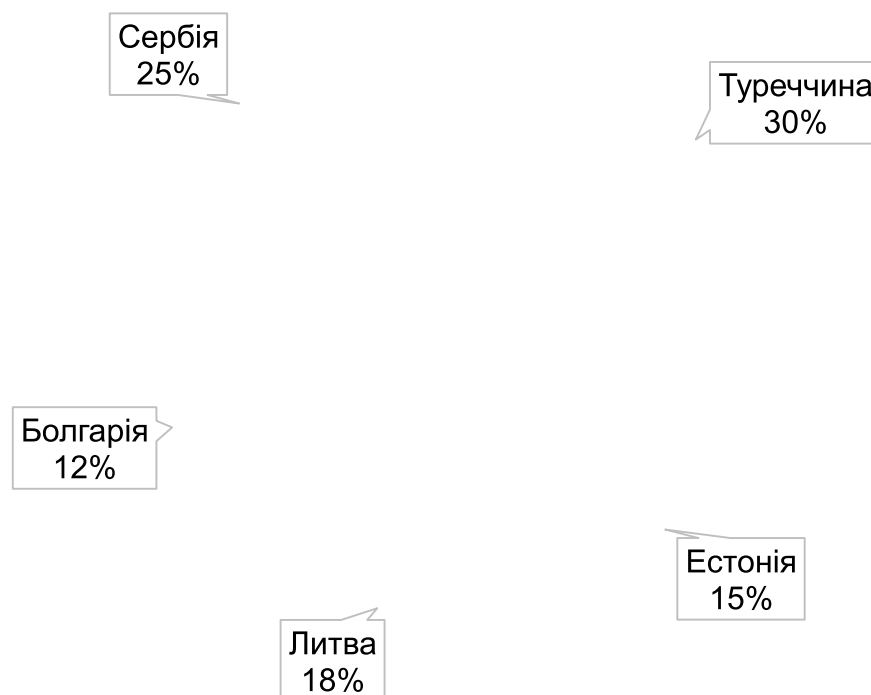 Сербія
25%
Туреччина
30%
Болгарія
12%
Естонія
15%
Литва
18%